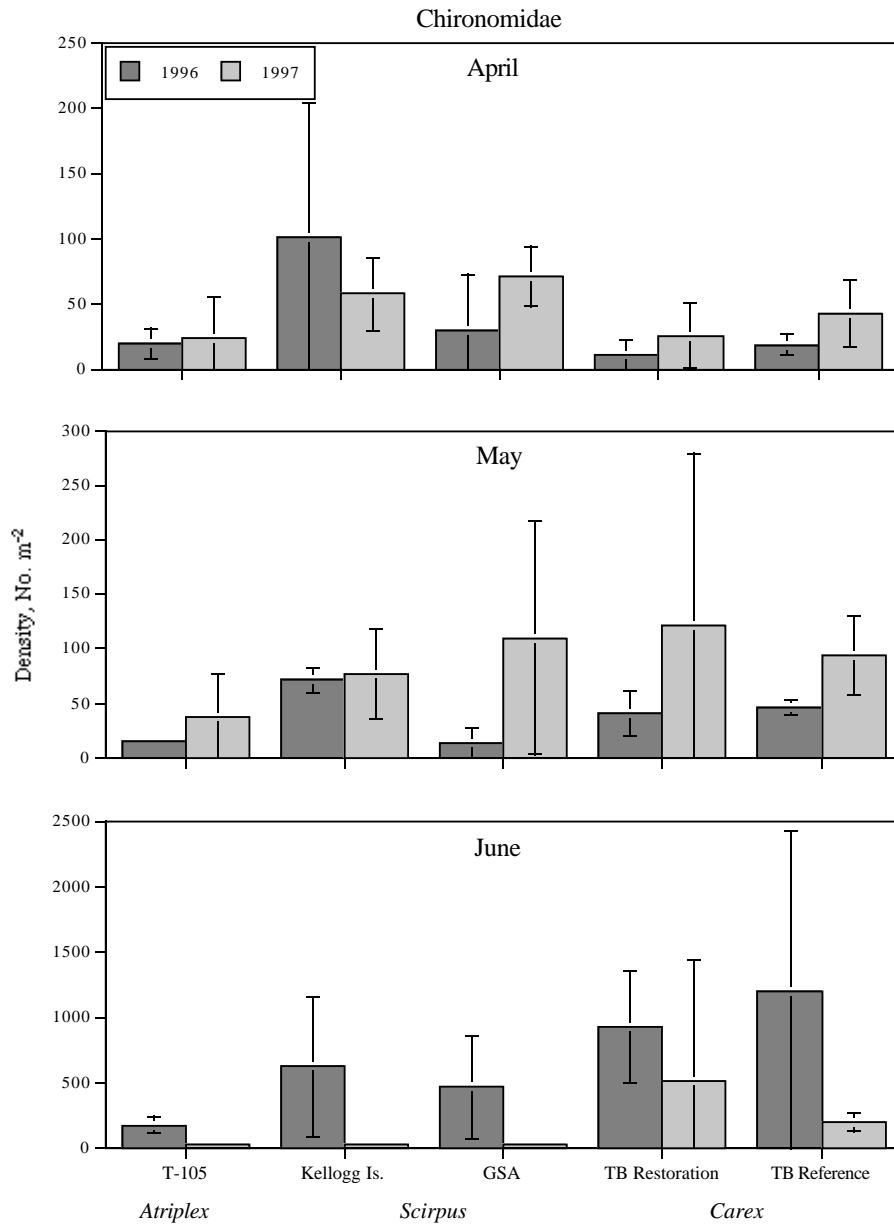 Chironomidae
April
1996 1997
250
200
150
100
50
0
May
300
250
200
150
100
50
0
Density, No. m-2
June
2500
2000
1500
1000
500
0
T-105 Kellogg Is. GSA TB Restoration TB Reference
Atriplex Scirpus Carex